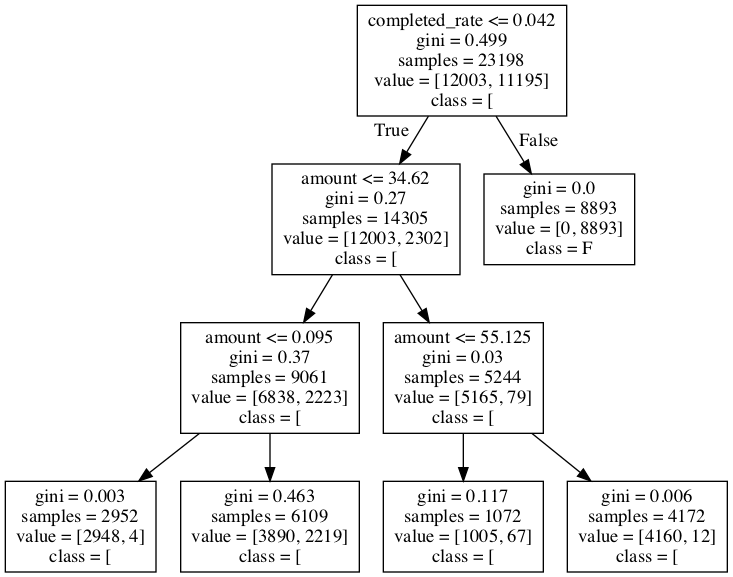 completed_rate <= 0.042
gini = 0.499
samples = 23198
value = [12003, 11195]
class = [
True
False
amount <= 34.62
gini = 0.27
samples = 14305
value = [12003, 2302]
class = [
gini = 0.0
samples = 8893
value = [0, 8893]
class = F
amount <= 0.095
gini = 0.37
samples = 9061
value = [6838, 2223]
class = [
amount <= 55.125
gini = 0.03
samples = 5244
value = [5165, 79]
class = [
gini = 0.003
samples = 2952
value = [2948, 4]
class = [
gini = 0.463
samples = 6109
value = [3890, 2219]
class = [
gini = 0.117
samples = 1072
value = [1005, 67]
class = [
gini = 0.006
samples = 4172
value = [4160, 12]
class = [